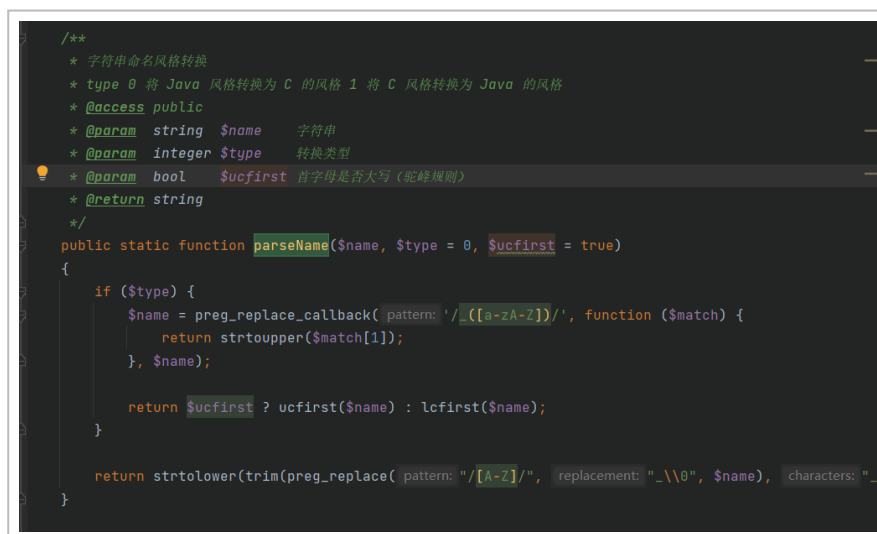 /**
* 字符串命名风格转换
* type 0 将 Java 风格转换为 C 的风格 1 将 C 风格转换为 Java 的风格
* @access public
* @param string $name 字符串
* @param integer $type 转换类型
* @param bool $ucfirst 首字母是否大写（驼峰规则）
* @return string
*/
public static function parseName($name, $type = 0, $ucfirst = true)
{
if ($type) {
$name = preg_replace_callback( pattern: '/_([a-zA-Z])/', function ($match) {
return strtoupper($match[1]);
}, $name);
return $ucfirst ? ucfirst($name) : lcfirst($name);
}
return strtolower(trim(preg_replace( pattern: "/[A-Z]/", replacement: "_\\0", $name), characters: "_
}